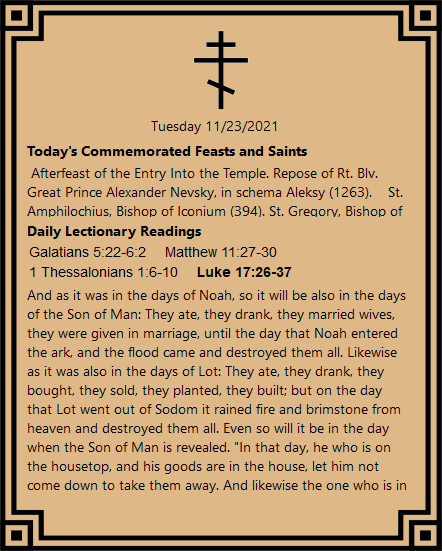 Tuesday 11/23/2021
Today's Commemorated Feasts and Saints
Afterfeast of the Entry Into the Temple. Repose of Rt. Blv.
Great Prince Alexander Nevsky, in schema Aleksy (1263). St.
Amphilochius, Bishop of Iconium (394). St. Gregory, Bishop of
Daily Lectionary Readings
Galatians 5:22-6:2 Matthew 11:27-30
1 Thessalonians 1:6-10 Luke 17:26-37
And as it was in the days of Noah, so it will be also in the days
of the Son of Man: They ate, they drank, they married wives,
they were given in marriage, until the day that Noah entered
the ark, and the flood came and destroyed them all. Likewise
as it was also in the days of Lot: They ate, they drank, they
bought, they sold, they planted, they built; but on the day
that Lot went out of Sodom it rained fire and brimstone from
heaven and destroyed them all. Even so will it be in the day
when the Son of Man is revealed. "In that day, he who is on
the housetop, and his goods are in the house, let him not
come down to take them away. And likewise the one who is in